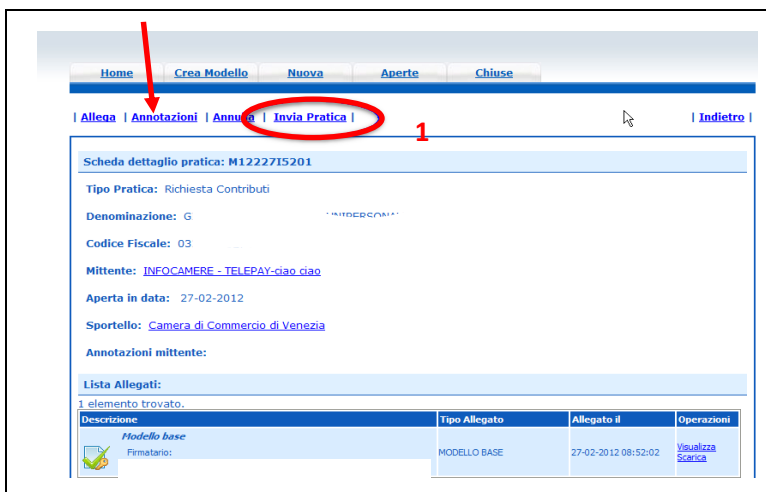 Home Crea Modello Nuova Aperte Chiuse
| Allega | Annotazioni | Annulla | Invia Pratica | | Indietro |
1
Scheda dettaglio pratica: M12227I5201
Tipo Pratica: Richiesta Contributi
Denominazione: G
Codice Fiscale: 03
Mittente: INFOCAMERE - TELEPAY-ciao ciao
Aperta in data: 27-02-2012
Sportello: Camera di Commercio di Venezia
Annotazioni mittente:
Lista Allegati:
1 elemento trovato.
Descrizione Tipo Allegato Allegato il Operazioni
Modello base
Firmatario: MODELLO BASE 27-02-2012 08:52:02 Visualizza
Scarica